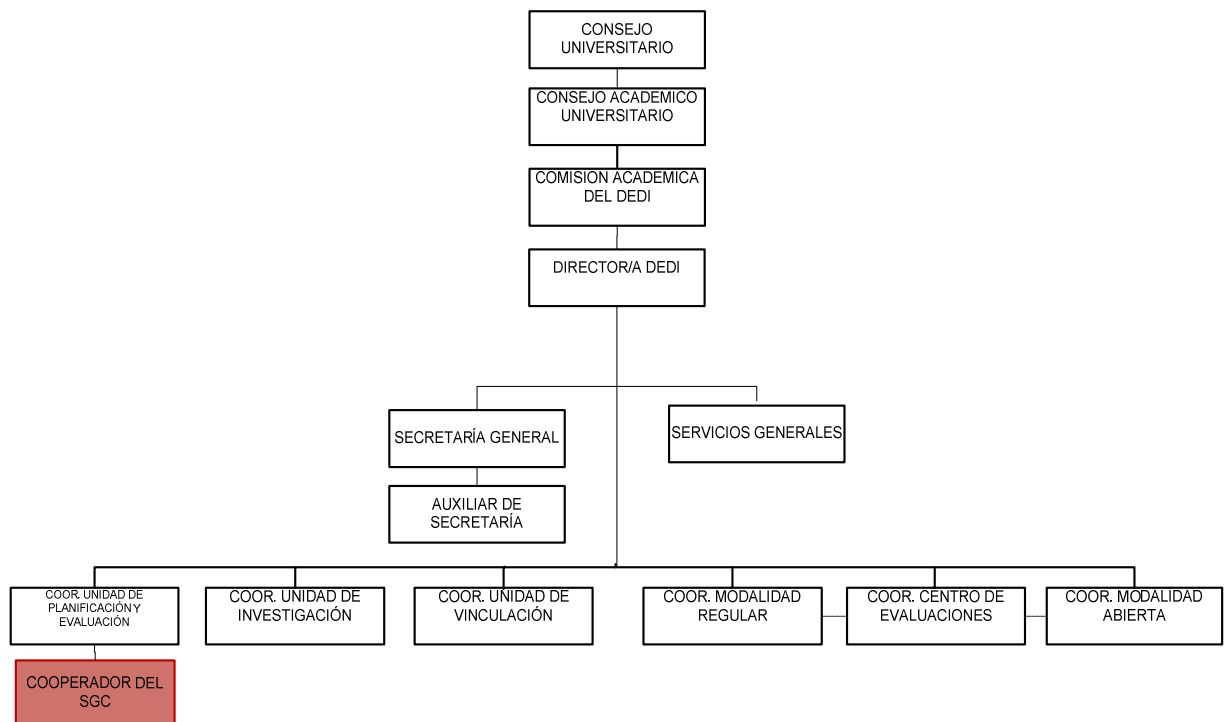 CONSEJO
UNIVERSITARIO
CONSEJO ACADEMICO
UNIVERSITARIO
COMISION ACADEMICA
DEL DEDI
DIRECTOR/A DEDI
SECRETARÍA GENERAL
SERVICIOS GENERALES
AUXILIAR DE
SECRETARÍA
COOR. UNIDAD DE
PLANIFICACIÓN Y
EVALUACIÓN
COOR. UNIDAD DE
INVESTIGACIÓN
COOR. UNIDAD DE
VINCULACIÓN
COOR. MODALIDAD
REGULAR
COOR. CENTRO DE
EVALUACIONES
COOR. MODALIDAD
ABIERTA
COOPERADOR DEL
SGC